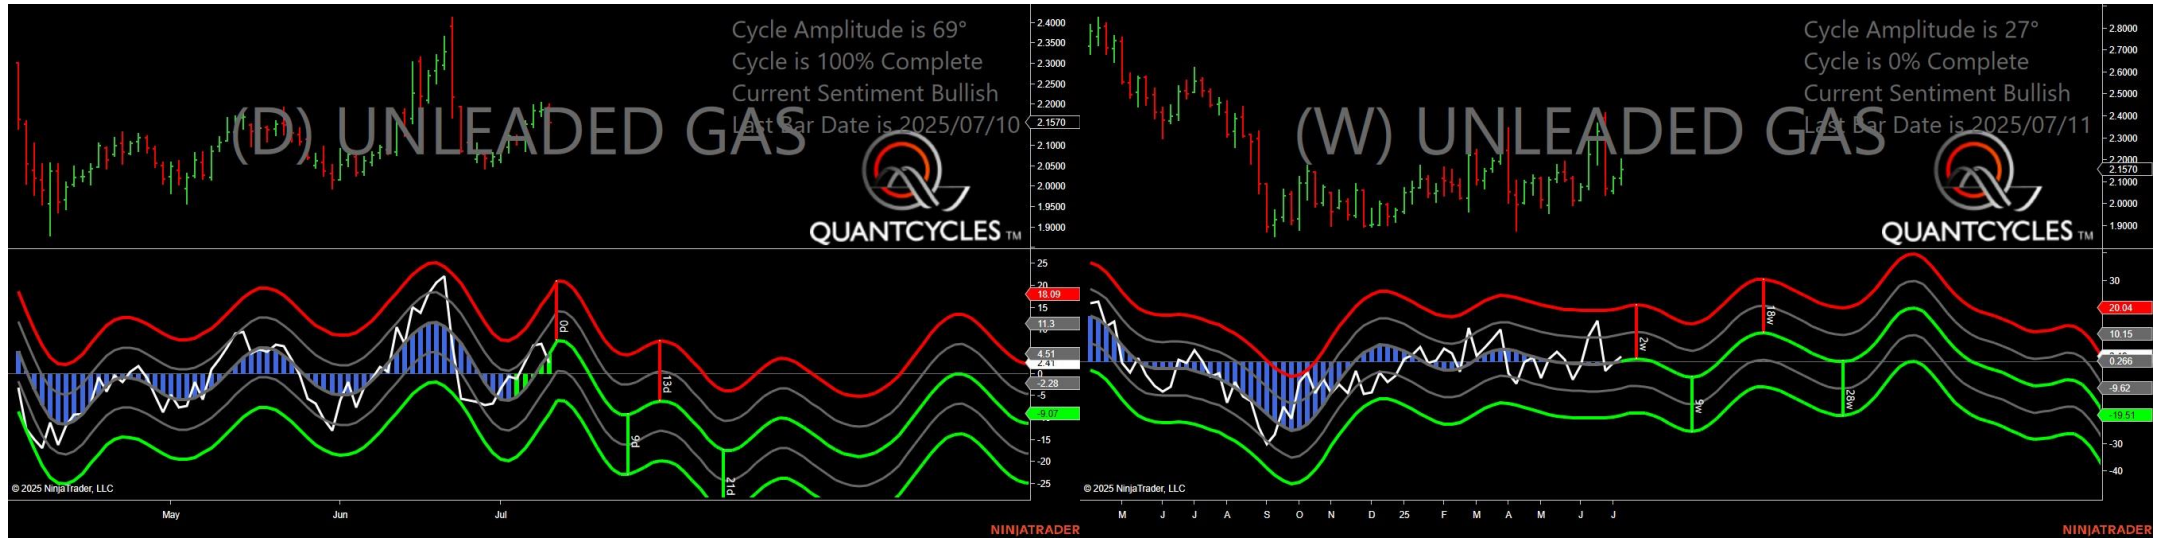 Cycle Amplitude is 69°
Cycle is 100% Complete
Current Sentiment Bullish
Last Bar Date is 2025/07/10
(D) UNLEADED GAS
QUANTCYCLES TM
2.4000
2.3500
2.3000
2.2500
2.2000
2.1570
2.1000
2.0500
2.0000
1.9500
1.9000
25
20
18.09
15
11.3
4.51
2.41
0
-2.28
-5
-9.07
-15
-20
-25
0d
9d
13d
21d
© 2025 NinjaTrader, LLC
May Jun Jul
NINJATRADER
Cycle Amplitude is 27°
Cycle is 0% Complete
Current Sentiment Bullish
Last Bar Date is 2025/07/11
(W) UNLEADED GAS
QUANTCYCLES TM
2.8000
2.7000
2.6000
2.5000
2.4000
2.3000
2.2000
2.1570
2.1000
2.0000
1.9000
30
20.04
10.15
0.266
-9.62
-19.51
-30
-40
2w
9w
18w
28w
© 2025 NinjaTrader, LLC
M J J A S O N D 25 F M A M J J
NINJATRADER